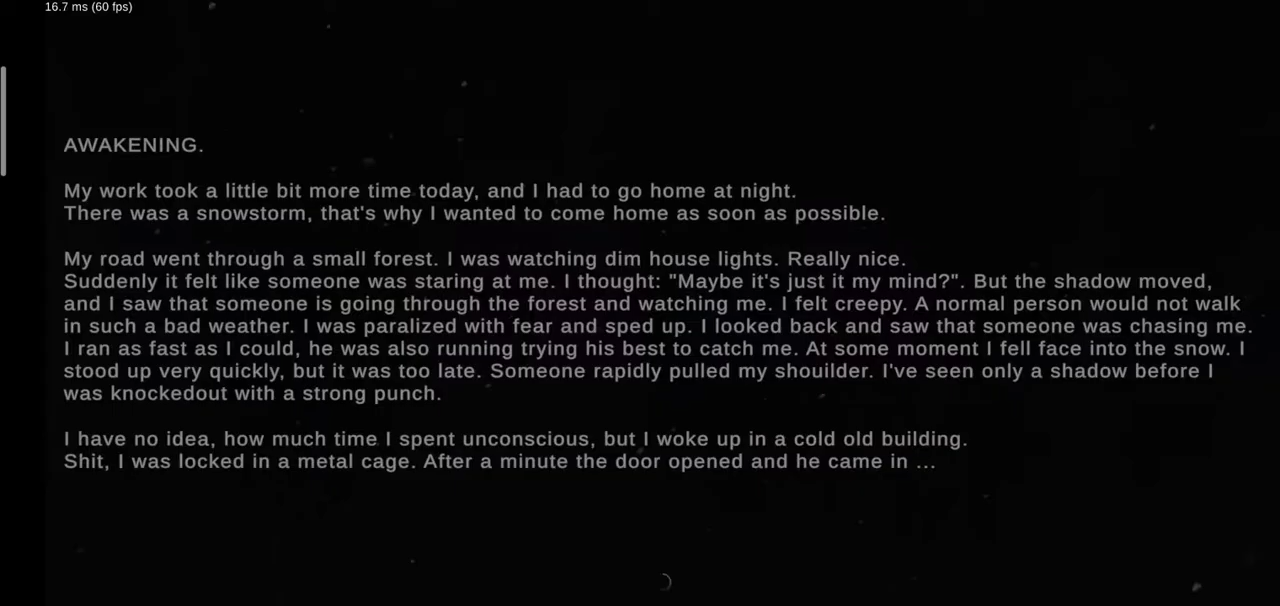 16.7 ms (60 fps)
AWAKENING.
My work took a little bit more time today, and I had to go home at night.
There was a snowstorm, that's why I wanted to come home as soon as possible.
My road went through a small forest. I was watching dim house lights. Really nice.
Suddenly it felt like someone was staring at me. I thought: "Maybe it's just it my mind?". But the shadow moved,
and I saw that someone is going through the forest and watching me. I felt creepy. A normal person would not walk
in such a bad weather. I was paralized with fear and sped up. I looked back and saw that someone was chasing me.
I ran as fast as I could, he was also running trying his best to catch me. At some moment I fell face into the snow. I
stood up very quickly, but it was too late. Someone rapidly pulled my shouilder. I've seen only a shadow before I
was knockedout with a strong punch.
I have no idea, how much time I spent unconscious, but I woke up in a cold old building.
Shit, I was locked in a metal cage. After a minute the door opened and he came in ...